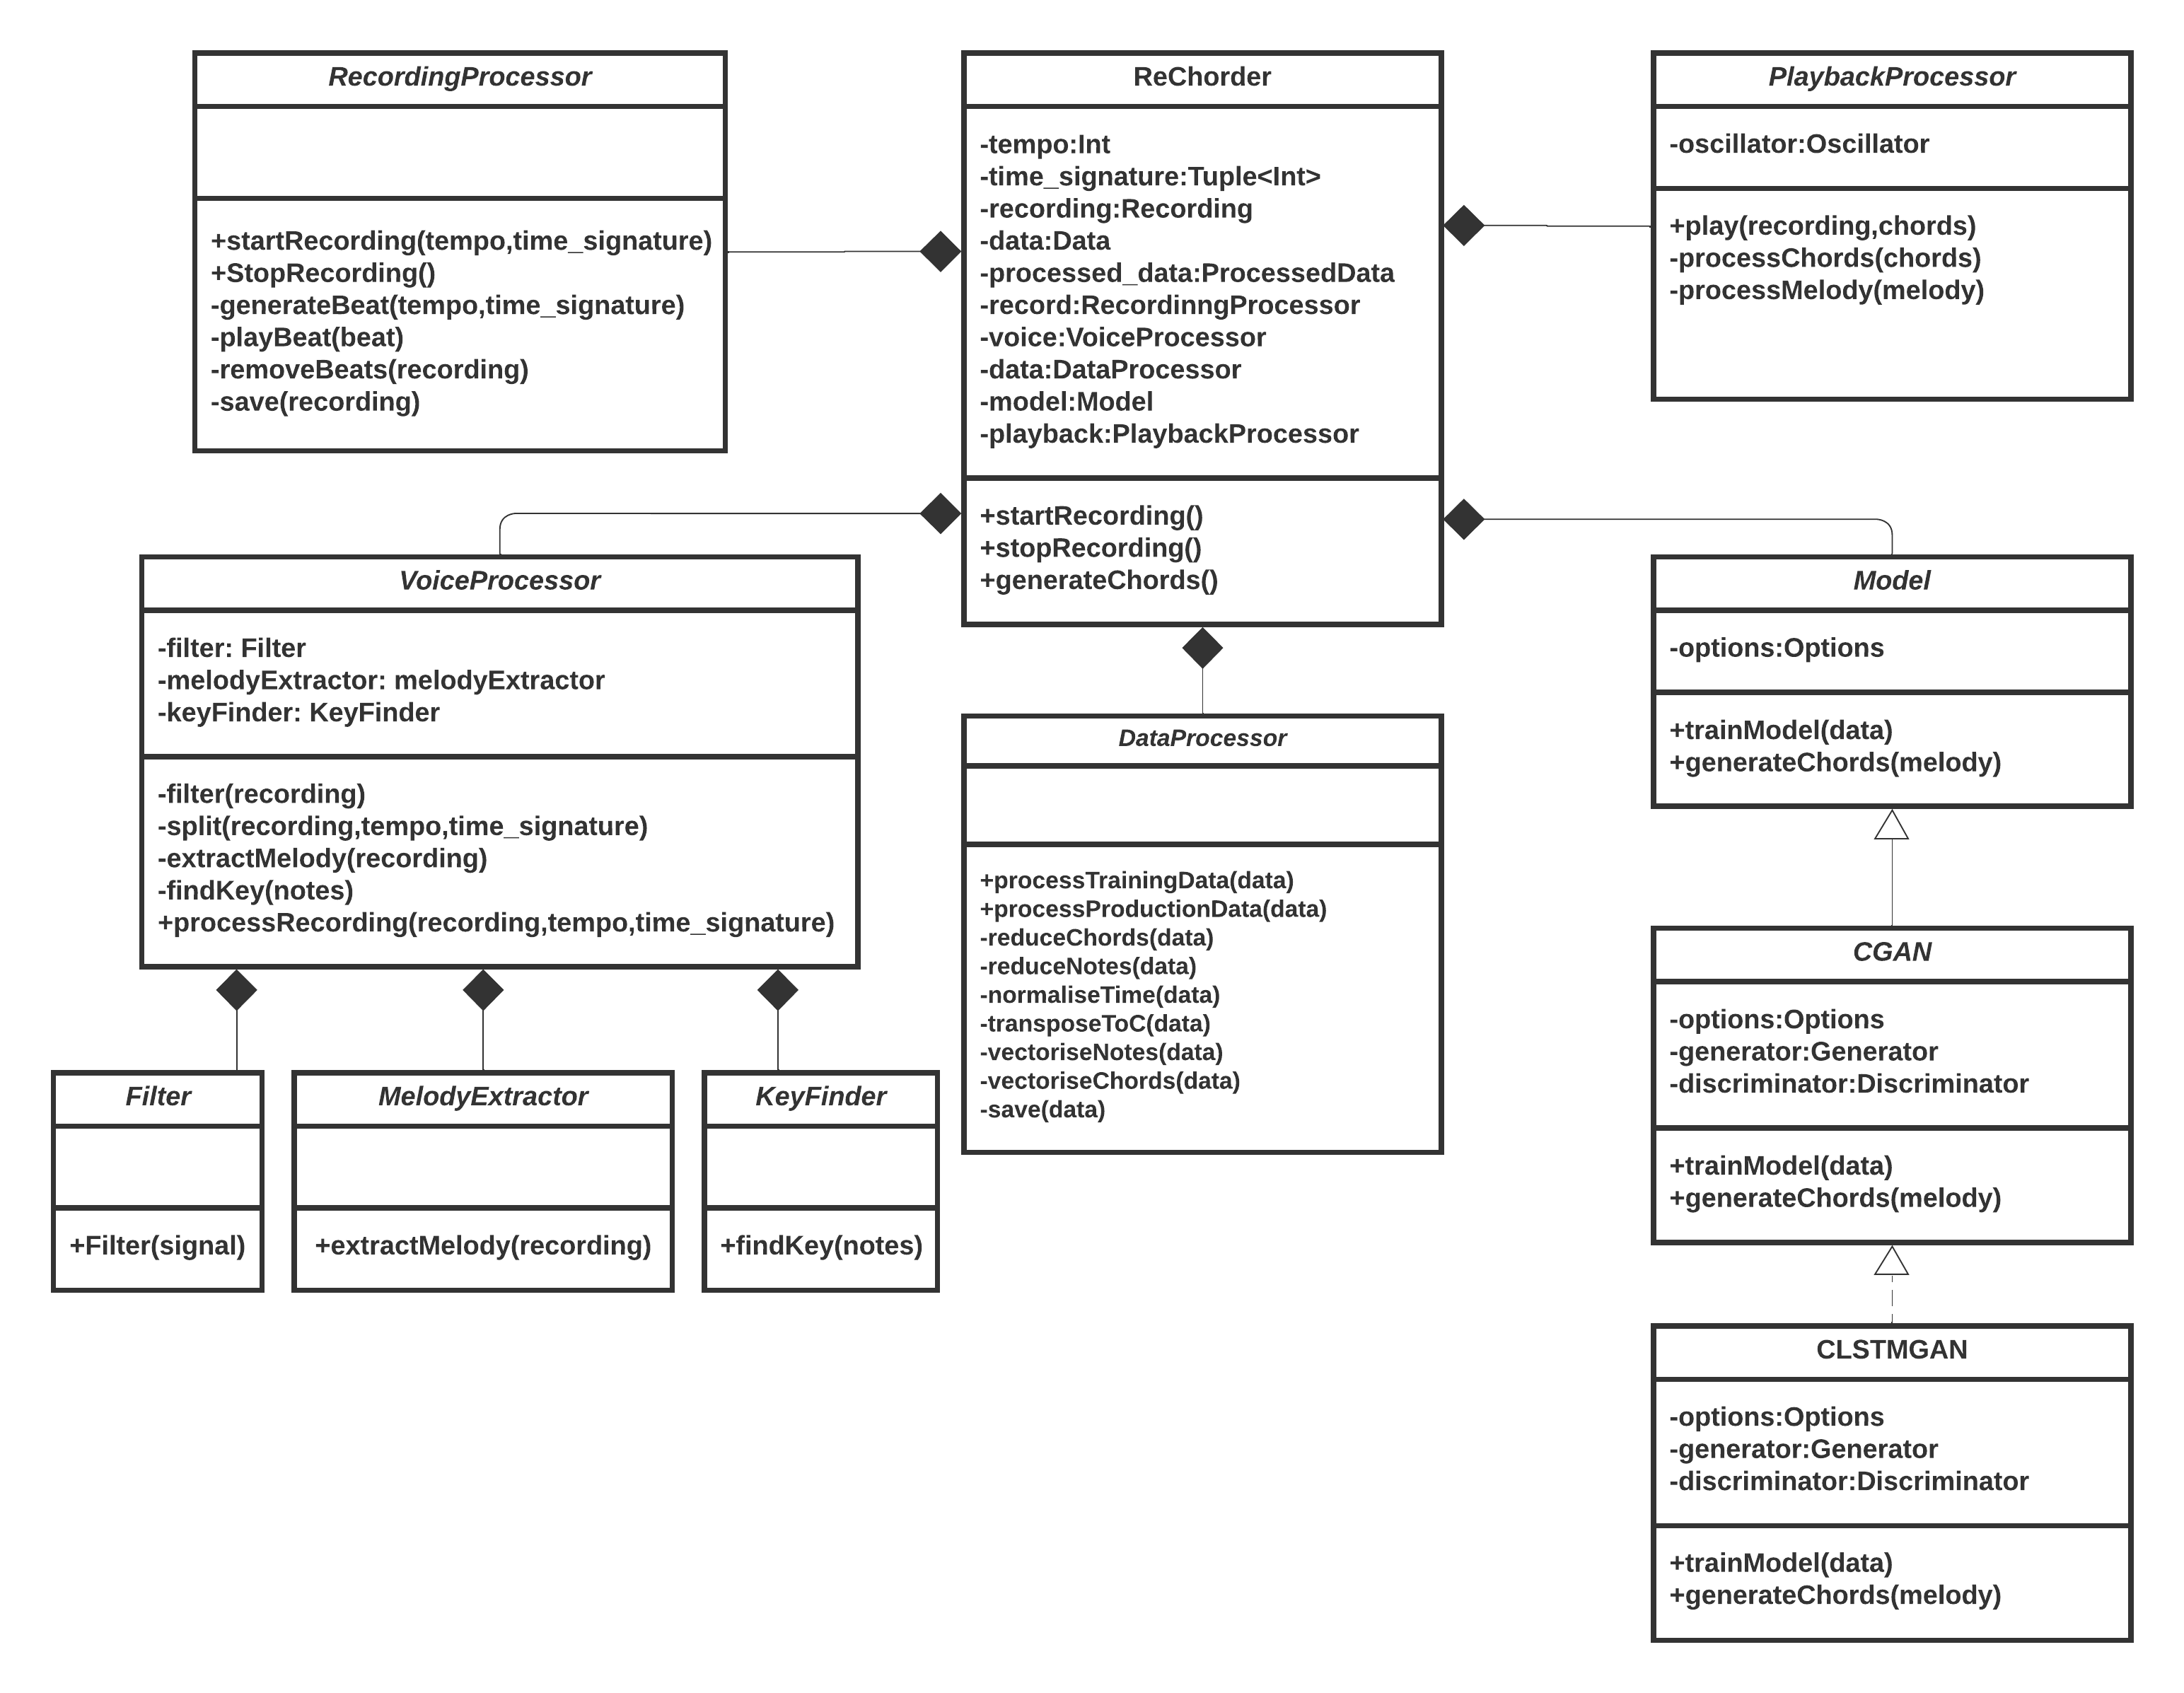 RecordingProcessor
+startRecording(tempo,time_signature)
+StopRecording()
-generateBeat(tempo,time_signature)
-playBeat(beat)
-removeBeats(recording)
-save(recording)
ReChorder
-tempo:Int
-time_signature:Tuple<Int>
-recording:Recording
-data:Data
-processed_data:ProcessedData
-record:RecordinngProcessor
-voice:VoiceProcessor
-data:DataProcessor
-model:Model
-playback:PlaybackProcessor
+startRecording()
+stopRecording()
+generateChords()
PlaybackProcessor
-oscillator:Oscillator
+play(recording,chords)
-processChords(chords)
-processMelody(melody)
VoiceProcessor
-filter: Filter
-melodyExtractor: melodyExtractor
-keyFinder: KeyFinder
-filter(recording)
-split(recording,tempo,time_signature)
-extractMelody(recording)
-findKey(notes)
+processRecording(recording,tempo,time_signature)
Filter
+Filter(signal)
MelodyExtractor
+extractMelody(recording)
KeyFinder
+findKey(notes)
DataProcessor
+processTrainingData(data)
+processProductionData(data)
-reduceChords(data)
-reduceNotes(data)
-normaliseTime(data)
-transposeToC(data)
-vectoriseNotes(data)
-vectoriseChords(data)
-save(data)
Model
-options:Options
+trainModel(data)
+generateChords(melody)
CGAN
-options:Options
-generator:Generator
-discriminator:Discriminator
+trainModel(data)
+generateChords(melody)
CLSTMGAN
-options:Options
-generator:Generator
-discriminator:Discriminator
+trainModel(data)
+generateChords(melody)